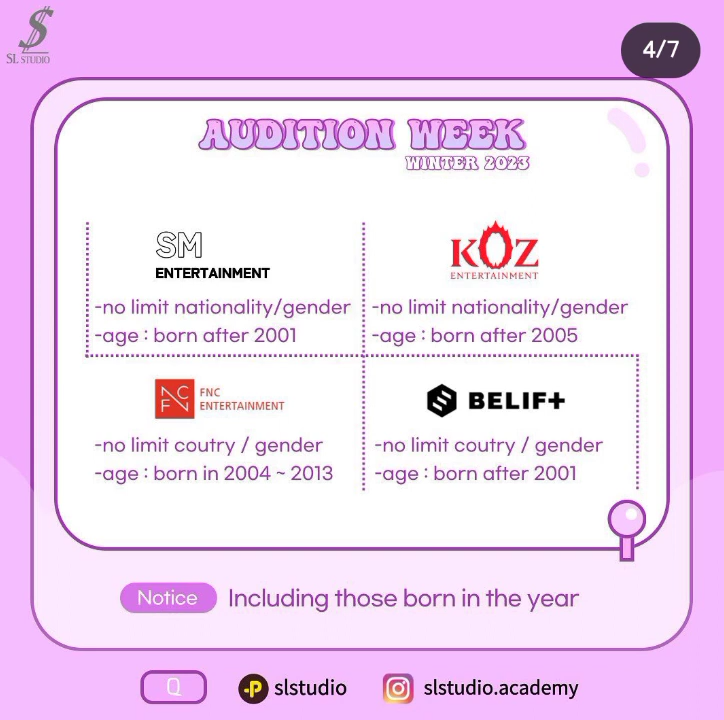 SL STUDIO
4/7
AUDITION WEEK
WINTER 2023
SM
ENTERTAINMENT
-no limit nationality/gender
-age : born after 2001
KOZ
ENTERTAINMENT
-no limit nationality/gender
-age : born after 2005
FNC
ENTERTAINMENT
-no limit coutry / gender
-age : born in 2004 ~ 2013
BELIF+
-no limit coutry / gender
-age : born after 2001
Notice Including those born in the year
Q P slstudio slstudio.academy